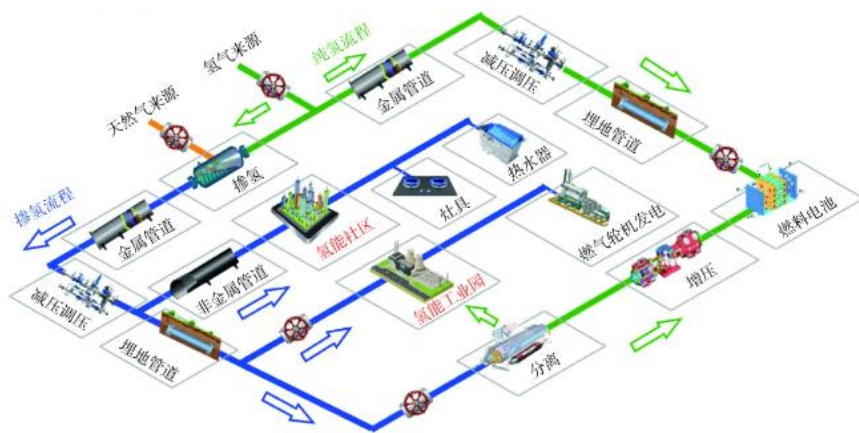 氢气来源
纯氢流程
金属管道
减压调压
埋地管道
天然气来源
掺氢
热水器
灶具
燃料电池
掺氢流程
金属管道
氢能社区
燃气轮机发电
非金属管道
增压
减压调压
氢能工业园
埋地管道
分离